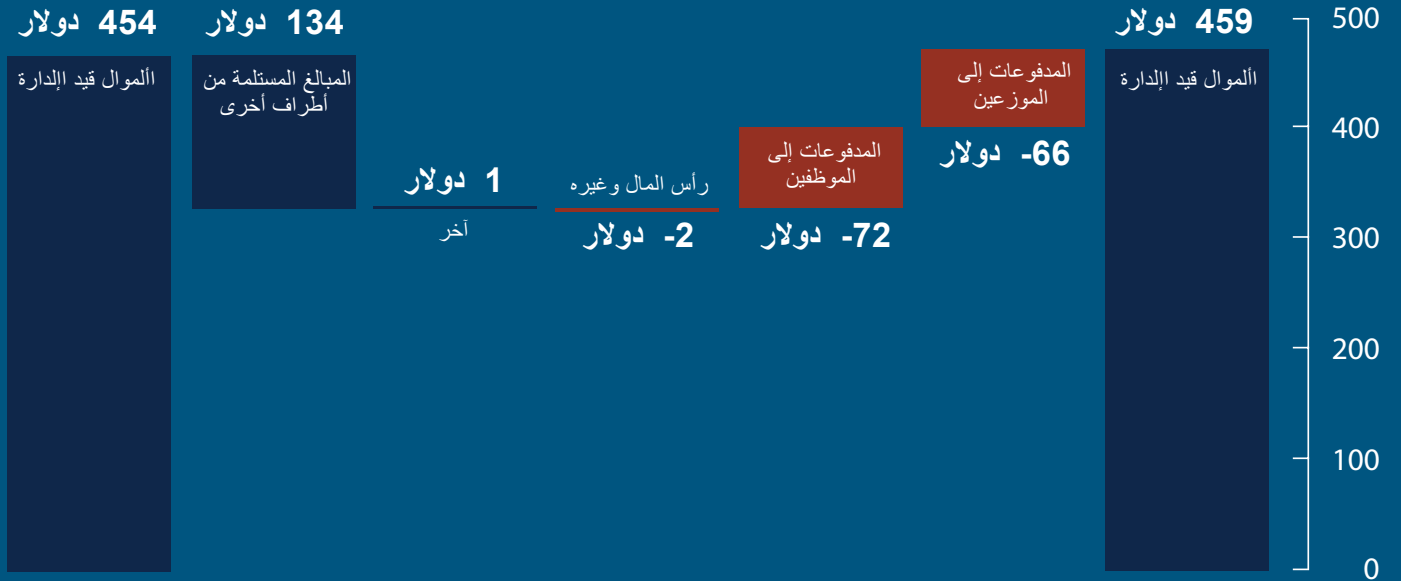 459 دولار
األموال قيد اإلدارة
المدفوعات إلى
الموزعين
-66 دولار
المدفوعات إلى
الموظفين
-72 دولار
رأس المال وغيره
-2 دولار
1 دولار
آخر
134 دولار
المبالغ المستلمة من
أطراف أخرى
454 دولار
األموال قيد اإلدارة
500
400
300
200
100
0